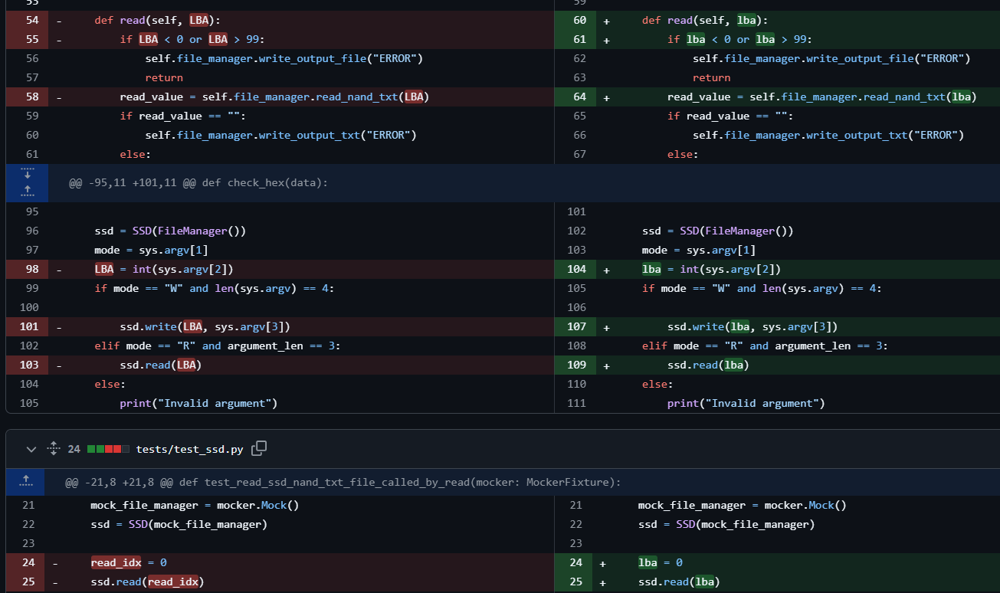 53 59
54 - def read(self, LBA): 60 + def read(self, lba):
55 - if LBA < 0 or LBA > 99: 61 + if lba < 0 or lba > 99:
56 self.file_manager.write_output_file("ERROR") 62 self.file_manager.write_output_file("ERROR")
57 return 63 return
58 - read_value = self.file_manager.read_nand_txt(LBA) 64 + read_value = self.file_manager.read_nand_txt(lba)
59 if read_value == "": 65 if read_value == "":
60 self.file_manager.write_output_txt("ERROR") 66 self.file_manager.write_output_txt("ERROR")
61 else: 67 else:
@@ -95,11 +101,11 @@ def check_hex(data):
95 101
96 ssd = SSD(FileManager()) 102 ssd = SSD(FileManager())
97 mode = sys.argv[1] 103 mode = sys.argv[1]
98 - LBA = int(sys.argv[2]) 104 + lba = int(sys.argv[2])
99 if mode == "W" and len(sys.argv) == 4: 105 if mode == "W" and len(sys.argv) == 4:
100 106
101 - ssd.write(LBA, sys.argv[3]) 107 + ssd.write(lba, sys.argv[3])
102 elif mode == "R" and argument_len == 3: 108 elif mode == "R" and argument_len == 3:
103 - ssd.read(LBA) 109 + ssd.read(lba)
104 else: 110 else:
105 print("Invalid argument") 111 print("Invalid argument")
24 tests/test_ssd.py
@@ -21,8 +21,8 @@ def test_read_ssd_nand_txt_file_called_by_read(mocker: MockerFixture):
21 mock_file_manager = mocker.Mock() 21 mock_file_manager = mocker.Mock()
22 ssd = SSD(mock_file_manager) 22 ssd = SSD(mock_file_manager)
23 23
24 - read_idx = 0 24 + lba = 0
25 - ssd.read(read_idx) 25 + ssd.read(lba)